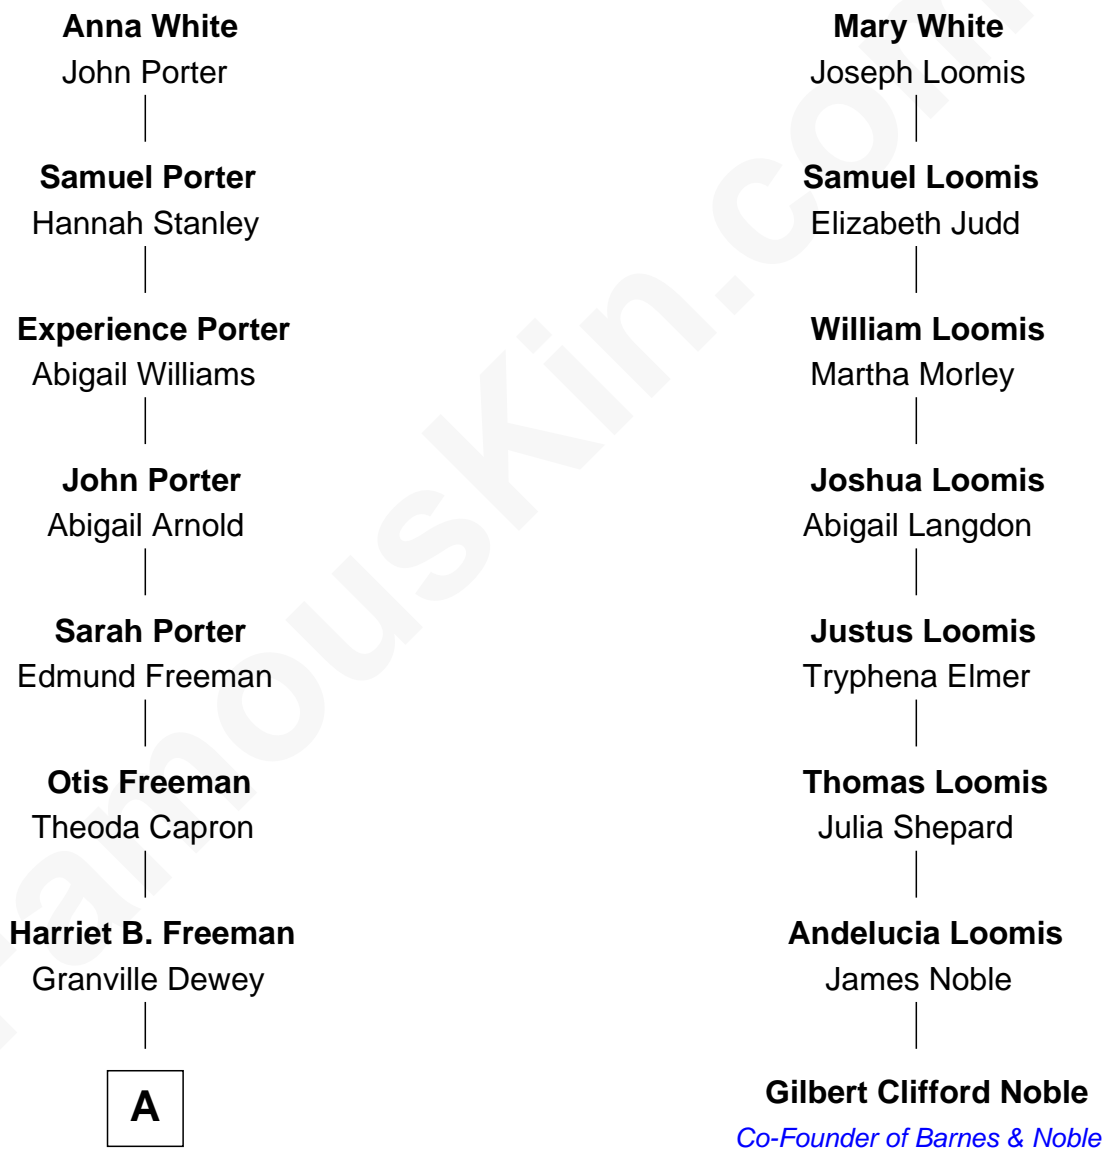 Anna White
John Porter
Samuel Porter
Hannah Stanley
Experience Porter
Abigail Williams
John Porter
Abigail Arnold
Sarah Porter
Edmund Freeman
Otis Freeman
Theoda Capron
Harriet B. Freeman
Granville Dewey
A
Mary White
Joseph Loomis
Samuel Loomis
Elizabeth Judd
William Loomis
Martha Morley
Joshua Loomis
Abigail Langdon
Justus Loomis
Tryphena Elmer
Thomas Loomis
Julia Shepard
Andelucia Loomis
James Noble
Gilbert Clifford Noble
Co-Founder of Barnes & Noble
FamousKin.com